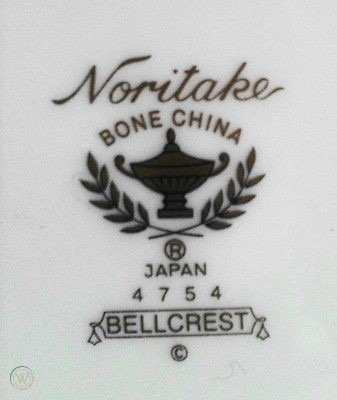 Noritake
BONE CHINA
®
JAPAN
4754
BELLCREST
©
W